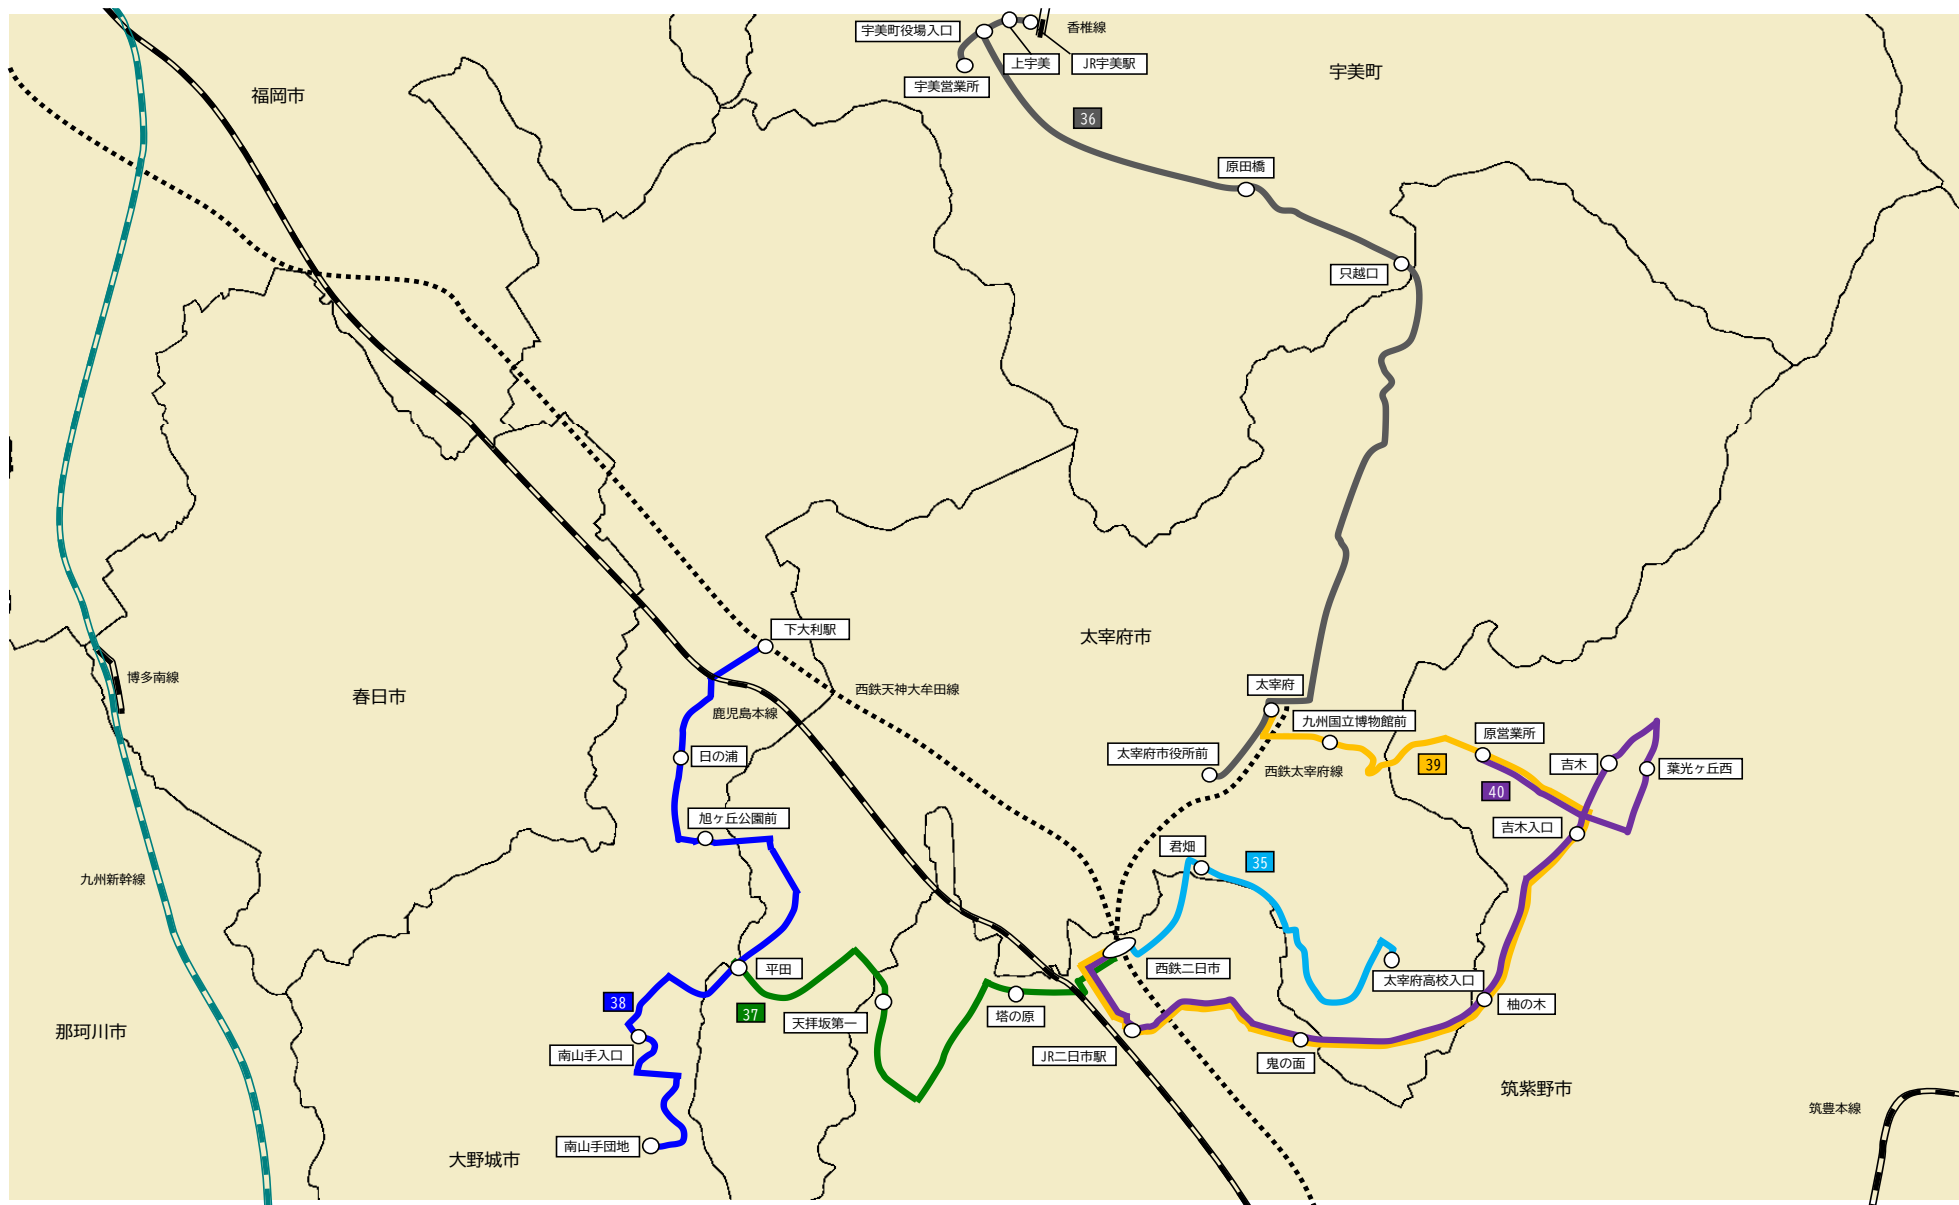 宇美町役場入口
香椎線
上宇美
JR宇美駅
宇美町
宇美営業所
福岡市
36
原田橋
只越口
下大利駅
太宰府市
博多南線
春日市
西鉄天神大牟田線
太宰府
鹿児島本線
九州国立博物館前
原営業所
日の浦
太宰府市役所前
西鉄太宰府線
39
吉木
葉光ヶ丘西
40
旭ヶ丘公園前
吉木入口
君畑
35
九州新幹線
平田
西鉄二日市
太宰府高校入口
38
37
天拝坂第一
塔の原
柚の木
那珂川市
南山手入口
JR二日市駅
鬼の面
筑紫野市
筑豊本線
南山手団地
大野城市